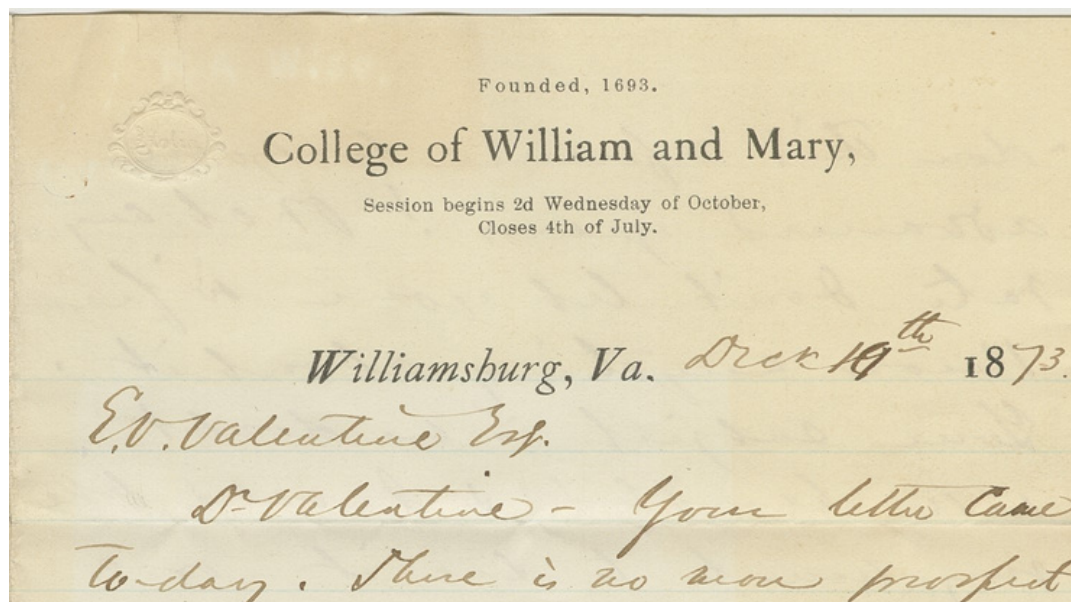 Founded, 1693.
College of William and Mary,
Session begins 2d Wednesday of October,
Closes 4th of July.
Williamsburg, Va. 19th 1873.
E.V. Valentine Esq.
Dr Valentine - Your letter came
to-day. There is no more prospect